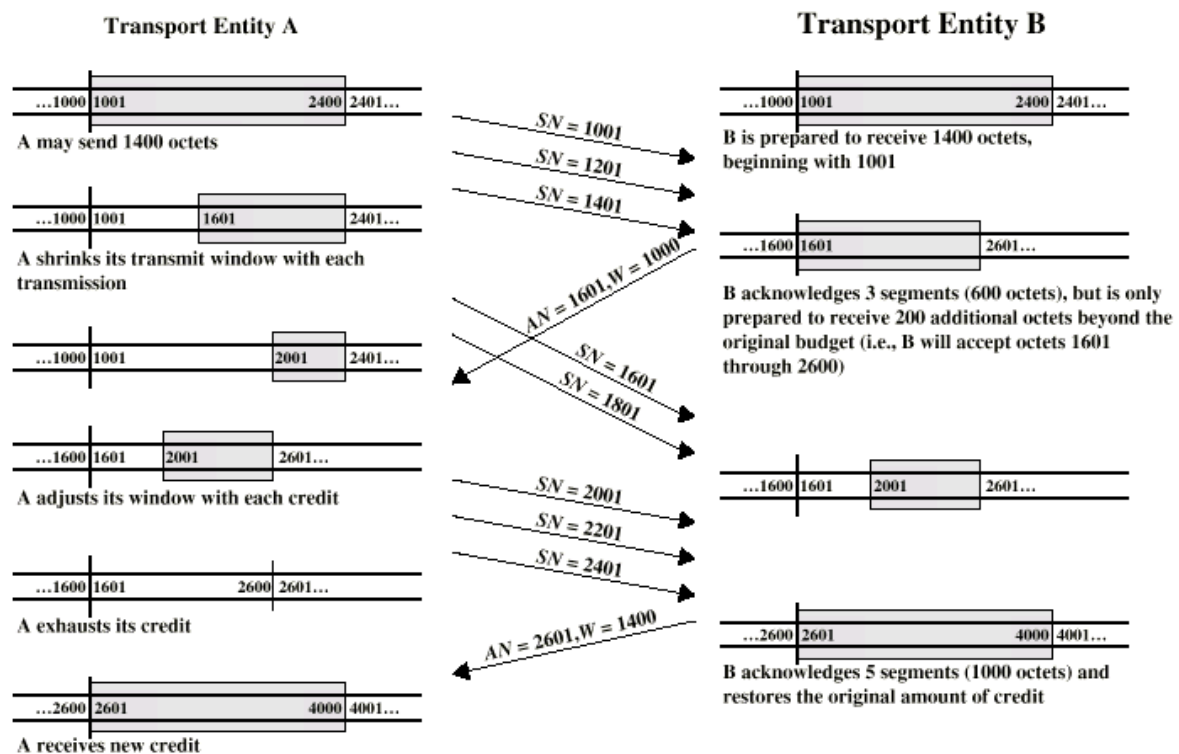 Transport Entity A
Transport Entity B
…1000 1001 2400 2401…
A may send 1400 octets
…1000 1001 1601 2401…
A shrinks its transmit window with each
transmission
…1000 1001 2001 2401…
…1600 1601 2001 2601…
A adjusts its window with each credit
…1600 1601 2600 2601…
A exhausts its credit
…2600 2601 4000 4001…
A receives new credit
SN = 1001
SN = 1201
SN = 1401
AN = 1601,W = 1000
SN = 1601
SN = 1801
SN = 2001
SN = 2201
SN = 2401
AN = 2601,W = 1400
…1000 1001 2400 2401…
B is prepared to receive 1400 octets,
beginning with 1001
…1600 1601 2601…
B acknowledges 3 segments (600 octets), but is only
prepared to receive 200 additional octets beyond the
original budget (i.e., B will accept octets 1601
through 2600)
…1600 1601 2001 2601…
…2600 2601 4000 4001…
B acknowledges 5 segments (1000 octets) and
restores the original amount of credit